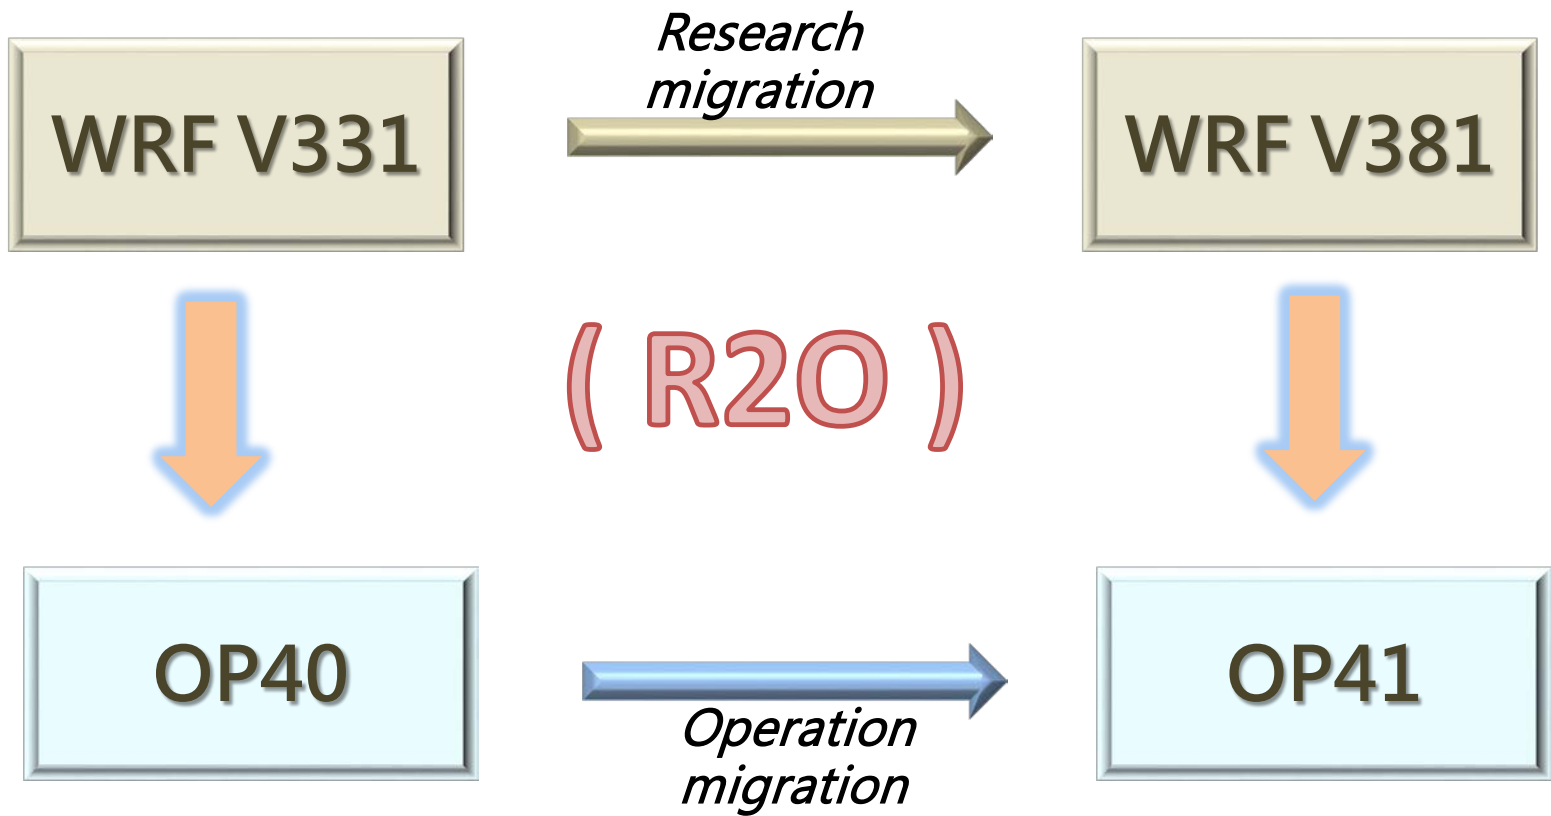 Research
migration
WRF V331
WRF V381
( R2O )
OP40
OP41
Operation
migration